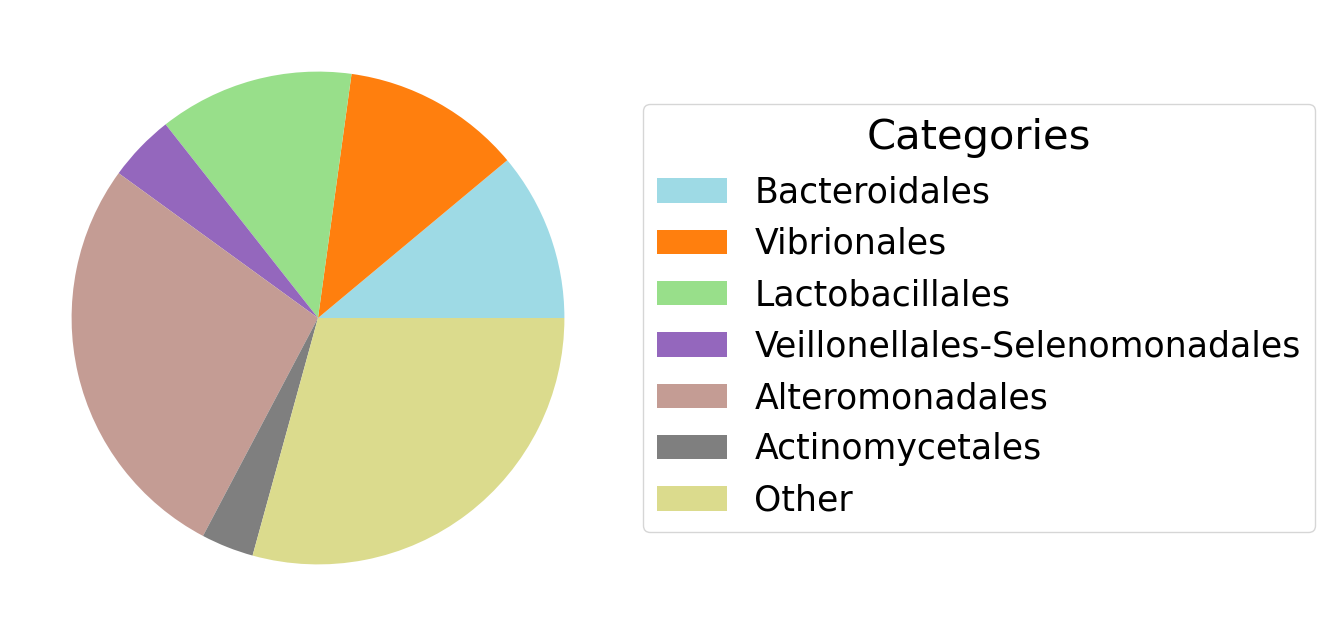 Categories
Bacteroidales
Vibrionales
Lactobacillales
Veillonellales-Selenomonadales
Alteromonadales
Actinomycetales
Other